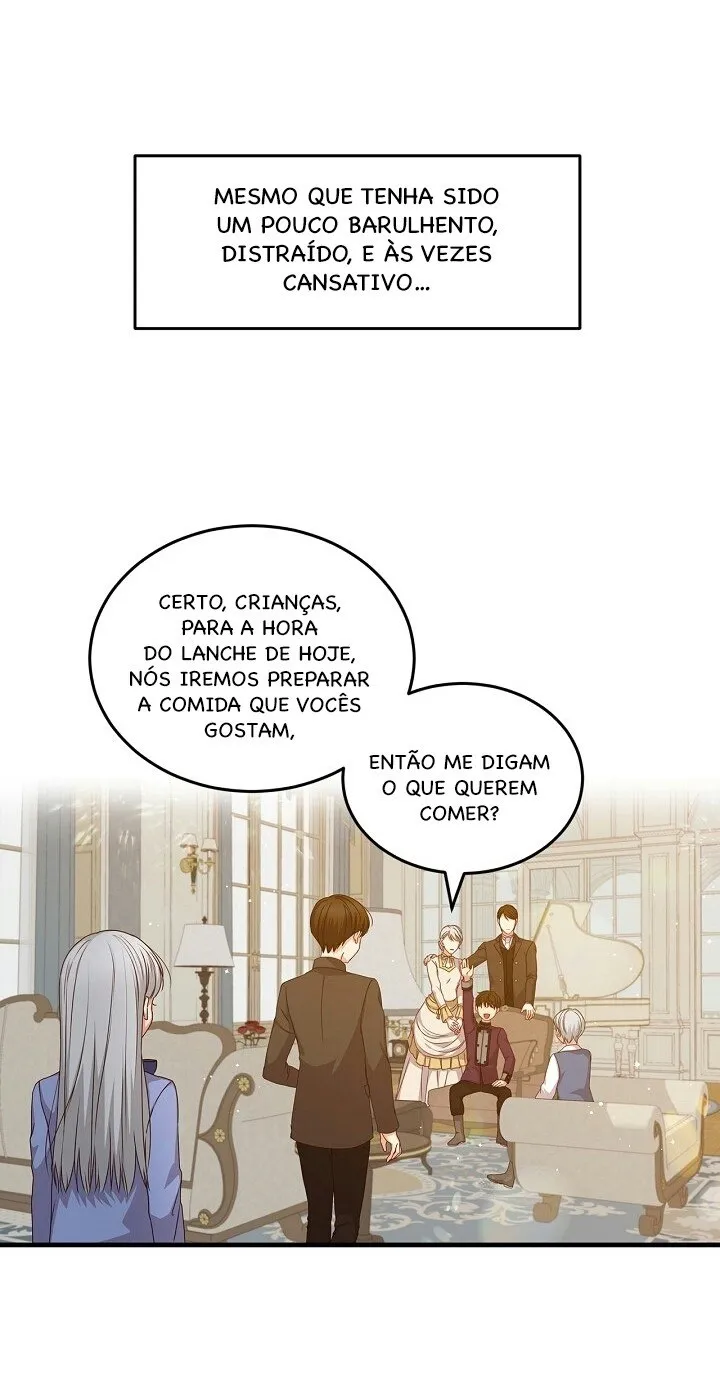 MESMO QUE TENHA SIDO
UM POUCO BARULHENTO,
DISTRAÍDO, E ÀS VEZES
CANSATIVO...
CERTO, CRIANÇAS,
PARA A HORA
DO LANCHE DE HOJE,
NÓS IREMOS PREPARAR
A COMIDA QUE VOCÊS
GOSTAM,
ENTÃO ME DIGAM
O QUE QUEREM
COMER?